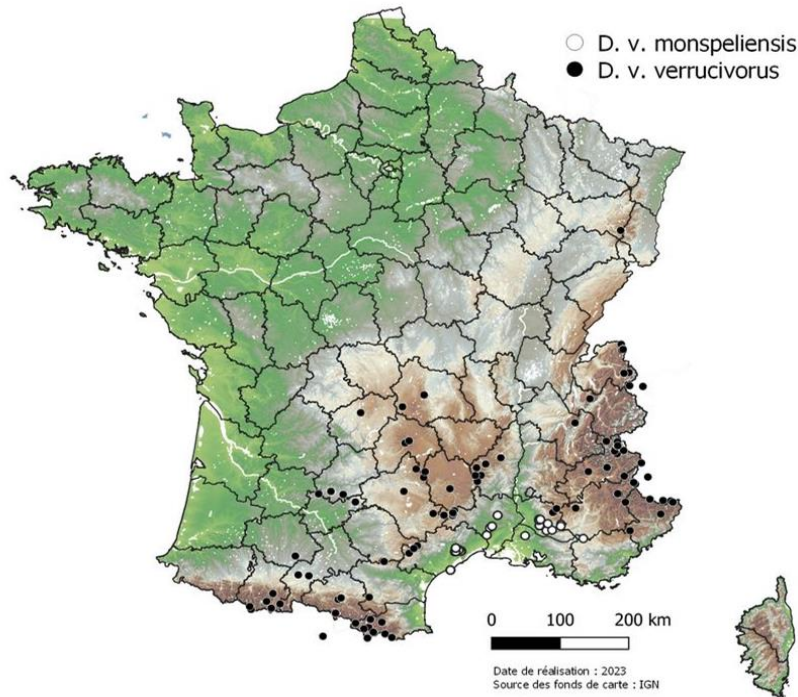 D. v. monspeliensis
D. v. verrucivorus
0 100 200 km
Date de réalisation : 2023
Source des fonds de carte : IGN